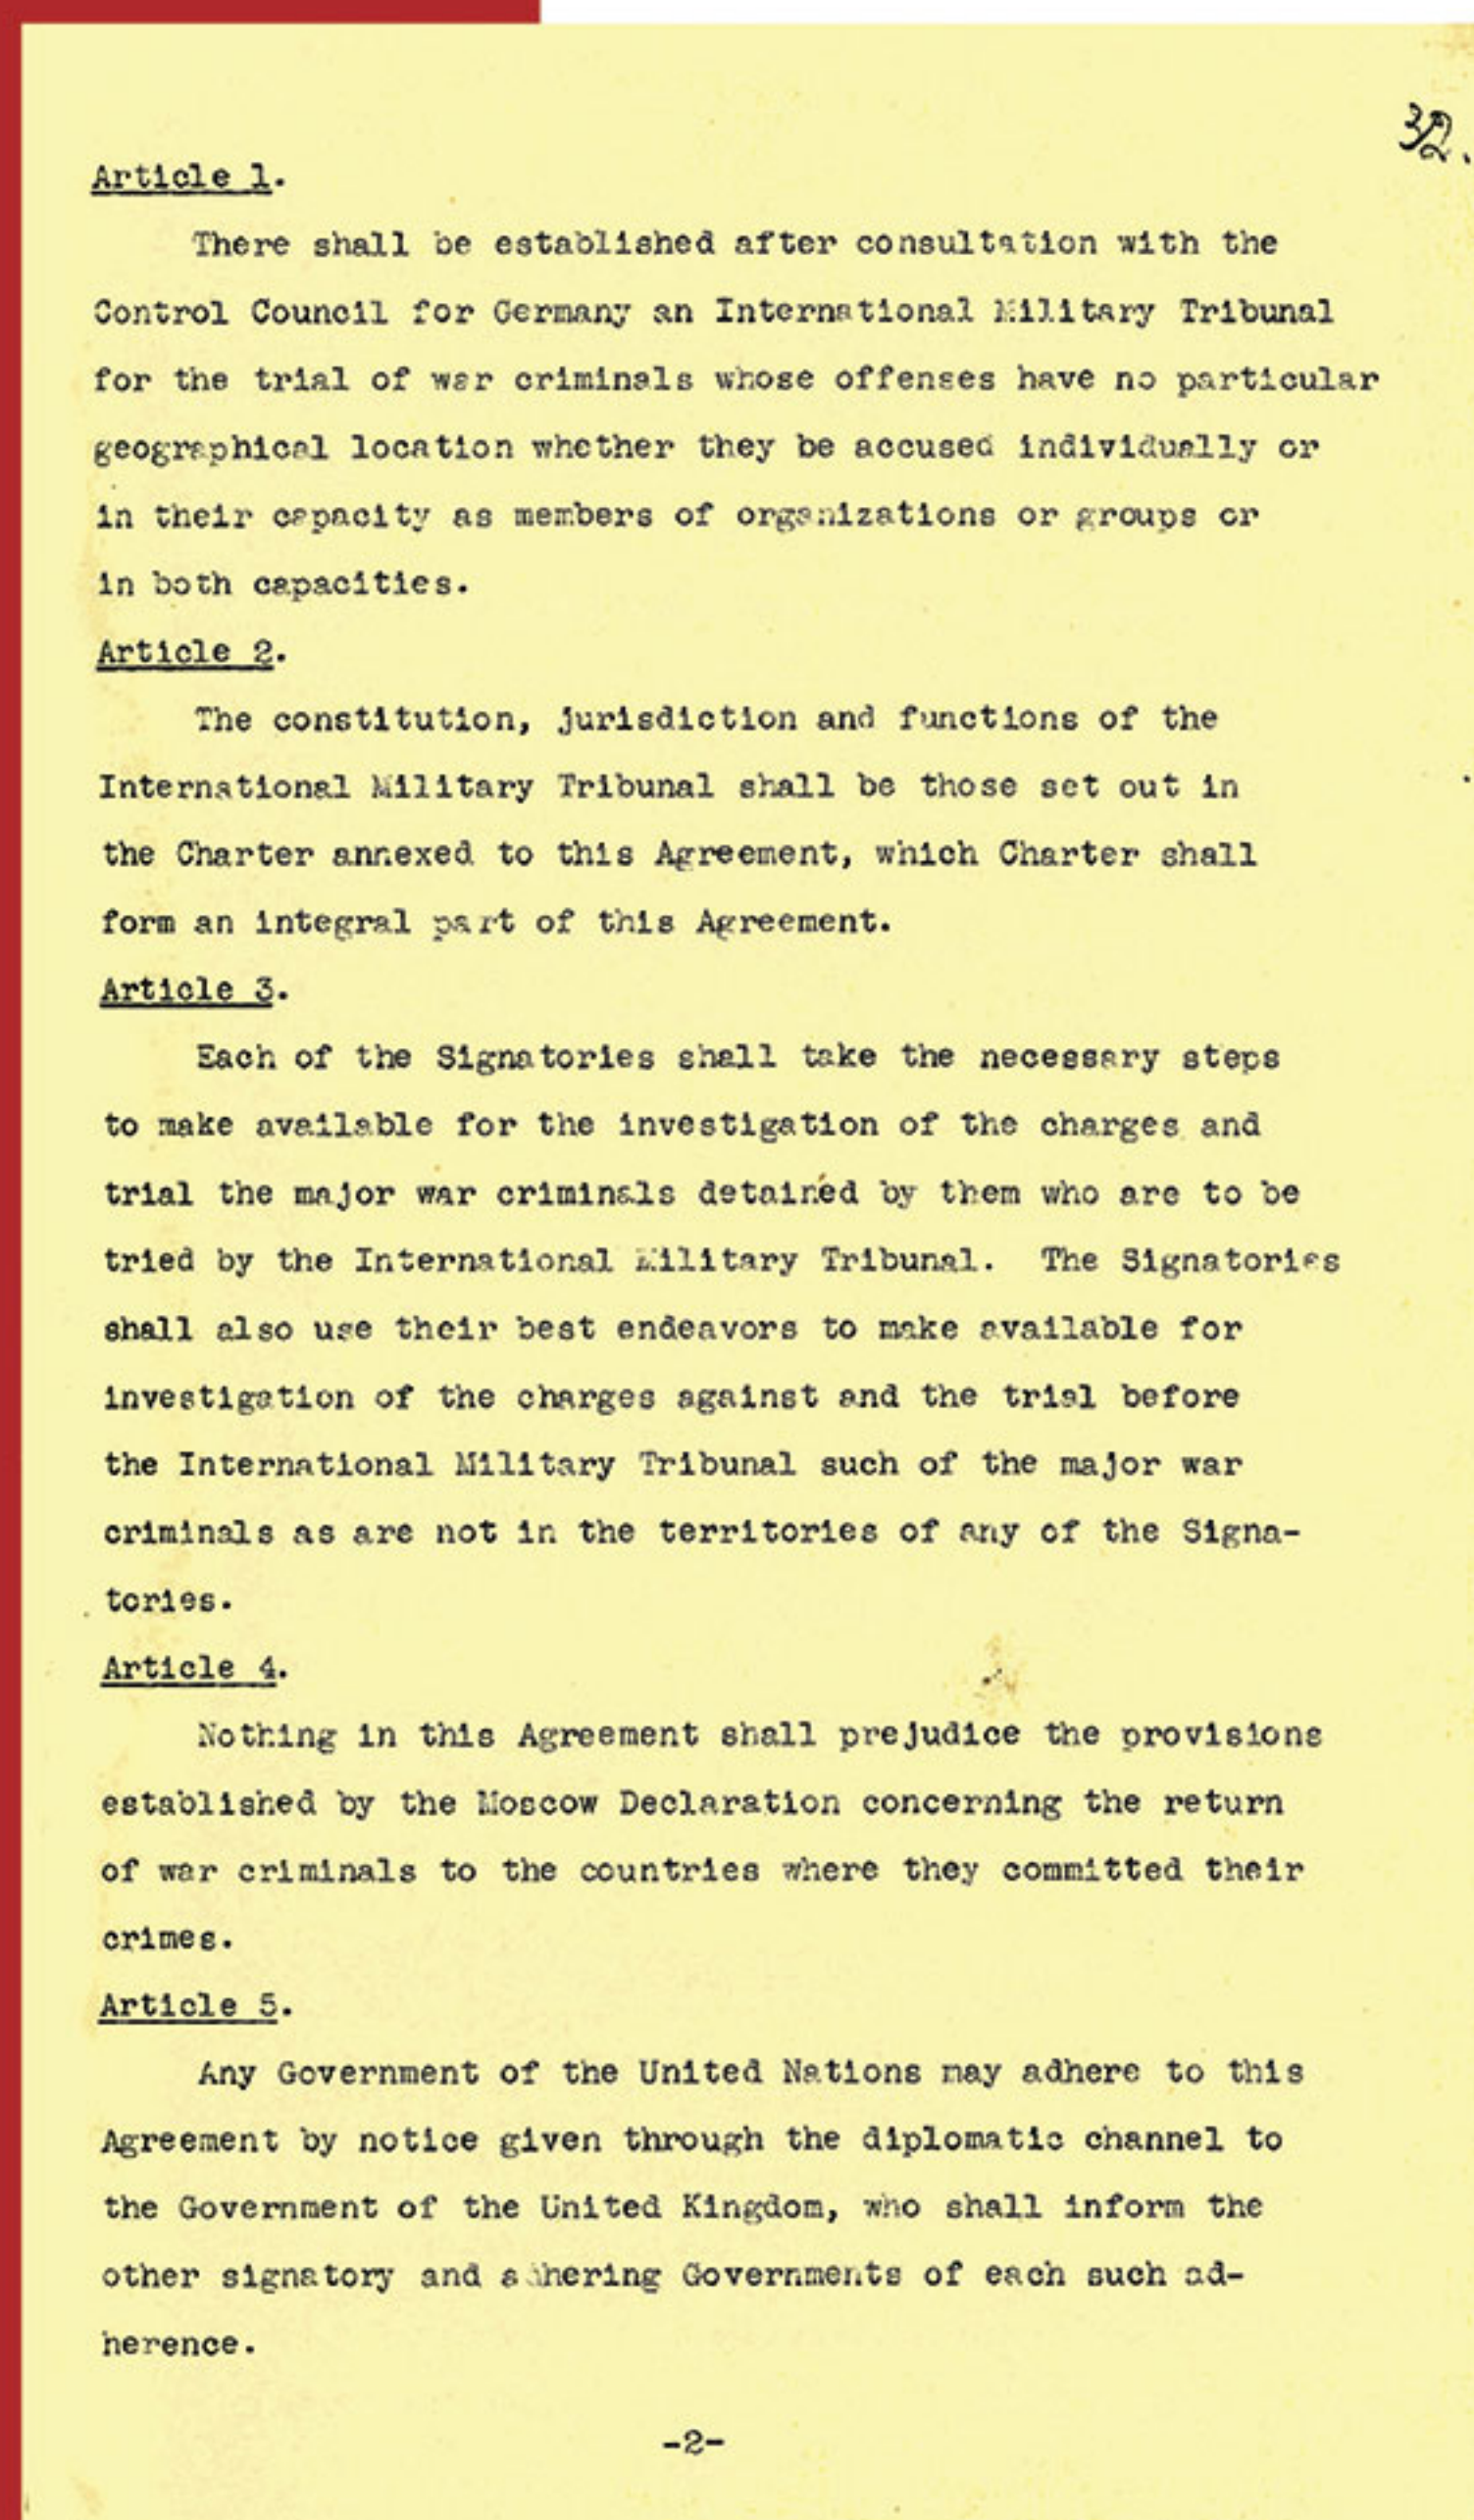 32.
Article 1.
There shall be established after consultation with the
Control Council for Germany an International Military Tribunal
for the trial of war criminals whose offenses have no particular
geographical location whether they be accused individually or
in their capacity as members of organizations or groups or
in both capacities.
Article 2.
The constitution, jurisdiction and functions of the
International Military Tribunal shall be those set out in
the Charter annexed to this Agreement, which Charter shall
form an integral part of this Agreement.
Article 3.
Each of the Signatories shall take the necessary steps
to make available for the investigation of the charges and
trial the major war criminals detained by them who are to be
tried by the International Military Tribunal. The Signatories
shall also use their best endeavors to make available for
investigation of the charges against and the trial before
the International Military Tribunal such of the major war
criminals as are not in the territories of any of the Signa-
tories.
Article 4.
Nothing in this Agreement shall prejudice the provisions
established by the Moscow Declaration concerning the return
of war criminals to the countries where they committed their
crimes.
Article 5.
Any Government of the United Nations may adhere to this
Agreement by notice given through the diplomatic channel to
the Government of the United Kingdom, who shall inform the
other signatory and adhering Governments of each such ad-
herence.
-2-